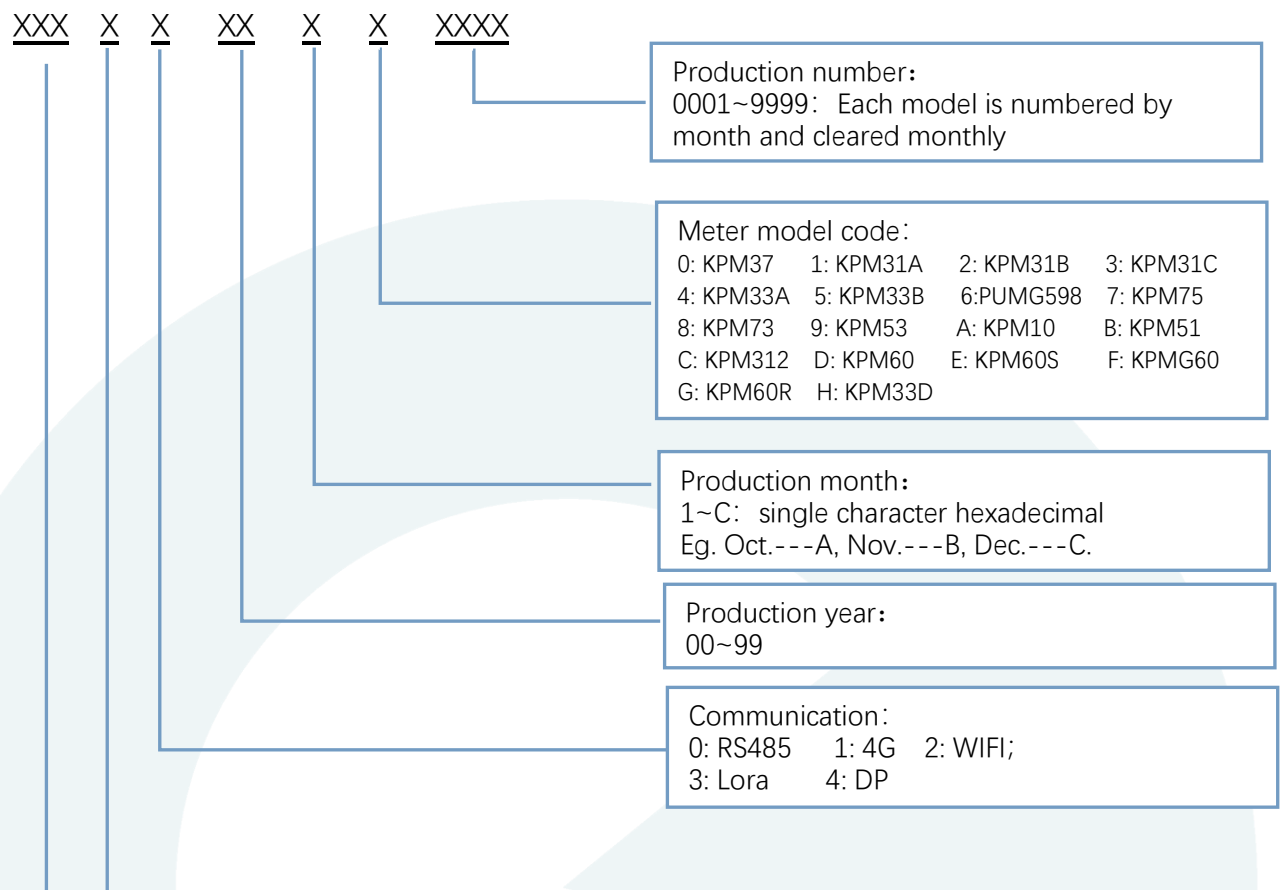 XXX X X XX X X XXXX
Production number：
0001~9999： Each model is numbered by
month and cleared monthly
Meter model code：
0: KPM37 1: KPM31A 2: KPM31B 3: KPM31C
4: KPM33A 5: KPM33B 6:PUMG598 7: KPM75
8: KPM73 9: KPM53 A: KPM10 B: KPM51
C: KPM312 D: KPM60 E: KPM60S F: KPMG60
G: KPM60R H: KPM33D
Production month：
1~C： single character hexadecimal
Eg. Oct.---A, Nov.---B, Dec.---C.
Production year：
00~99
Communication：
0: RS485 1: 4G 2: WIFI；
3: Lora 4: DP